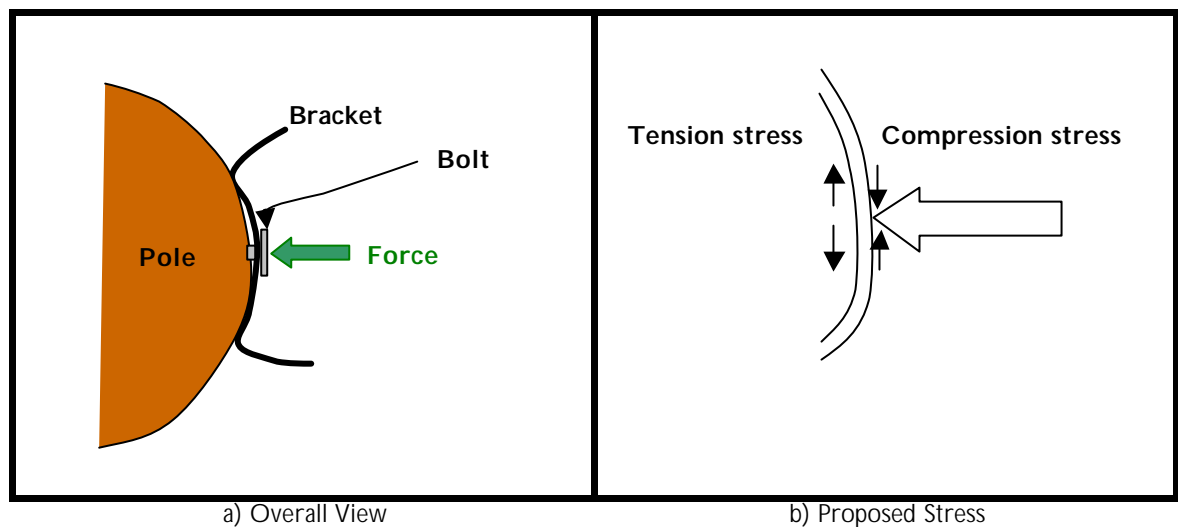 Bracket
Bolt
Pole
Force
a) Overall View
Tension stress
Compression stress
b) Proposed Stress